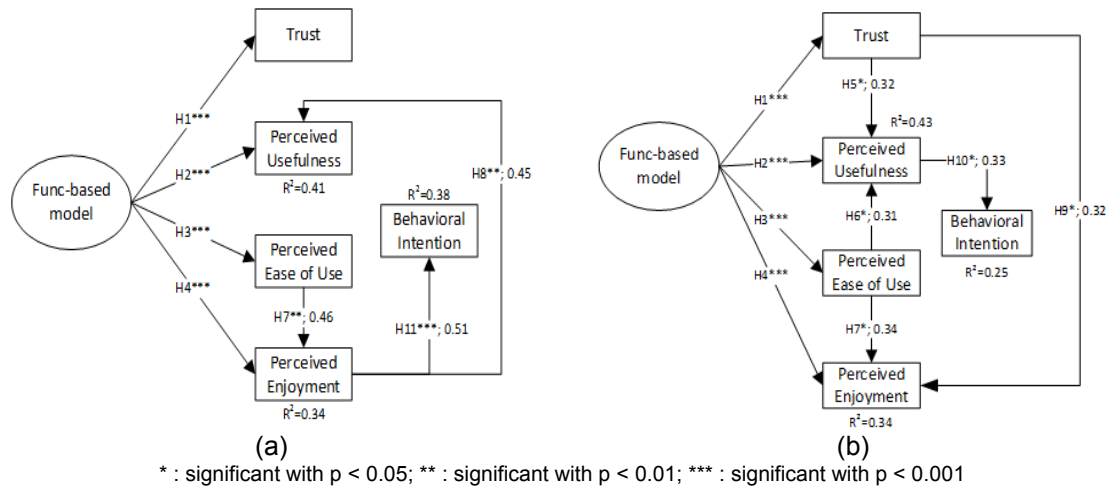 Trust
H1***
Perceived
Usefulness
R²=0.41
H2***
Func-based
model
H8**; 0.45
R²=0.38
Behavioral
Intention
H3***
Perceived
Ease of Use
H4***
H7**; 0.46
H11***; 0.51
Perceived
Enjoyment
R²=0.34
(a)
Trust
H5*; 0.32
H1***
R²=0.43
Perceived
Usefulness
Func-based
model
H2***
H10*; 0.33
H3***
H6*; 0.31
H9*; 0.32
Behavioral
Intention
R²=0.25
Perceived
Ease of Use
H4***
H7*; 0.34
Perceived
Enjoyment
R²=0.34
(b)
* : significant with p < 0.05; ** : significant with p < 0.01; *** : significant with p < 0.001